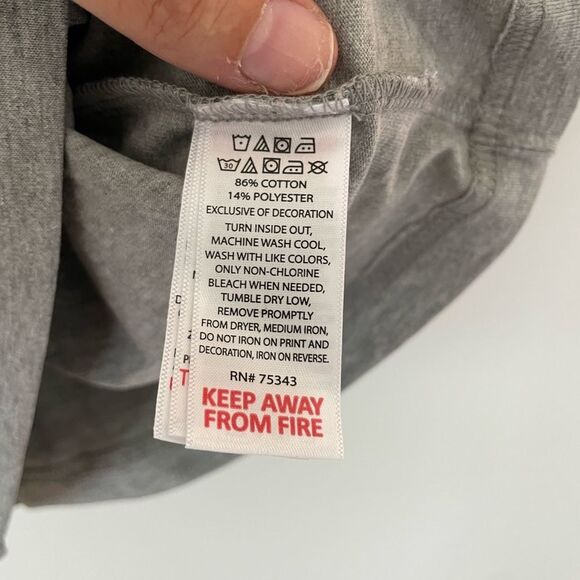 30
86% COTTON
14% POLYESTER
EXCLUSIVE OF DECORATION
TURN INSIDE OUT,
MACHINE WASH COOL,
WASH WITH LIKE COLORS,
ONLY NON-CHLORINE
BLEACH WHEN NEEDED,
TUMBLE DRY LOW,
REMOVE PROMPTLY
FROM DRYER, MEDIUM IRON,
DO NOT IRON ON PRINT AND
DECORATION, IRON ON REVERSE.
RN# 75343
KEEP AWAY
FROM FIRE